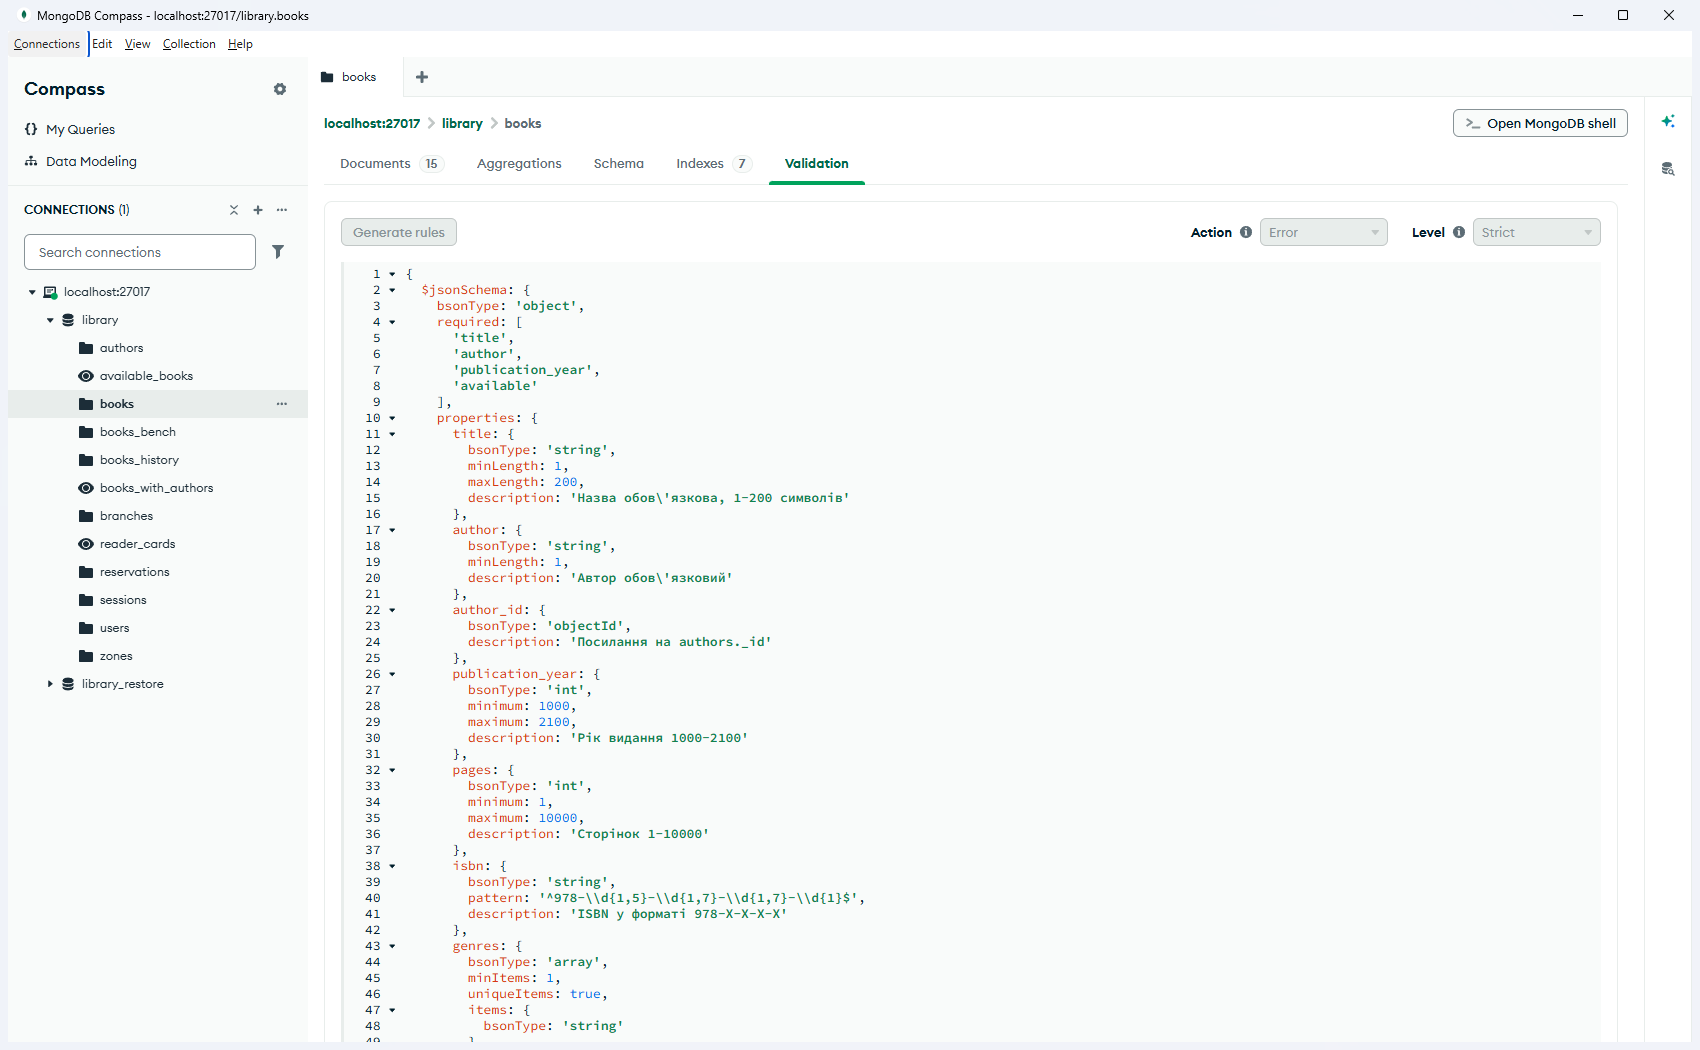 MongoDB Compass - localhost:27017/library.books
Connections Edit View Collection Help
Compass
My Queries
Data Modeling
CONNECTIONS (1)
Search connections
localhost:27017
library
authors
available_books
books
books_bench
books_history
books_with_authors
branches
reader_cards
reservations
sessions
users
zones
library_restore
books
localhost:27017 > library > books
>_ Open MongoDB shell
Documents 15 Aggregations Schema Indexes 7 Validation
Generate rules
Action Error Level Strict
1 {
2 $jsonSchema: {
3 bsonType: 'object',
4 required: [
5 'title',
6 'author',
7 'publication_year',
8 'available'
9 ],
10 properties: {
11 title: {
12 bsonType: 'string',
13 minLength: 1,
14 maxLength: 200,
15 description: 'Назва обов\'язкова, 1-200 символів'
16 },
17 author: {
18 bsonType: 'string',
19 minLength: 1,
20 description: 'Автор обов\'язковий'
21 },
22 author_id: {
23 bsonType: 'objectId',
24 description: 'Посилання на authors._id'
25 },
26 publication_year: {
27 bsonType: 'int',
28 minimum: 1000,
29 maximum: 2100,
30 description: 'Рік видання 1000-2100'
31 },
32 pages: {
33 bsonType: 'int',
34 minimum: 1,
35 maximum: 10000,
36 description: 'Сторінок 1-10000'
37 },
38 isbn: {
39 bsonType: 'string',
40 pattern: '^978-\\d{1,5}-\\d{1,7}-\\d{1,7}-\\d{1}$',
41 description: 'ISBN у форматі 978-X-X-X-X'
42 },
43 genres: {
44 bsonType: 'array',
45 minItems: 1,
46 uniqueItems: true,
47 items: {
48 bsonType: 'string'
49